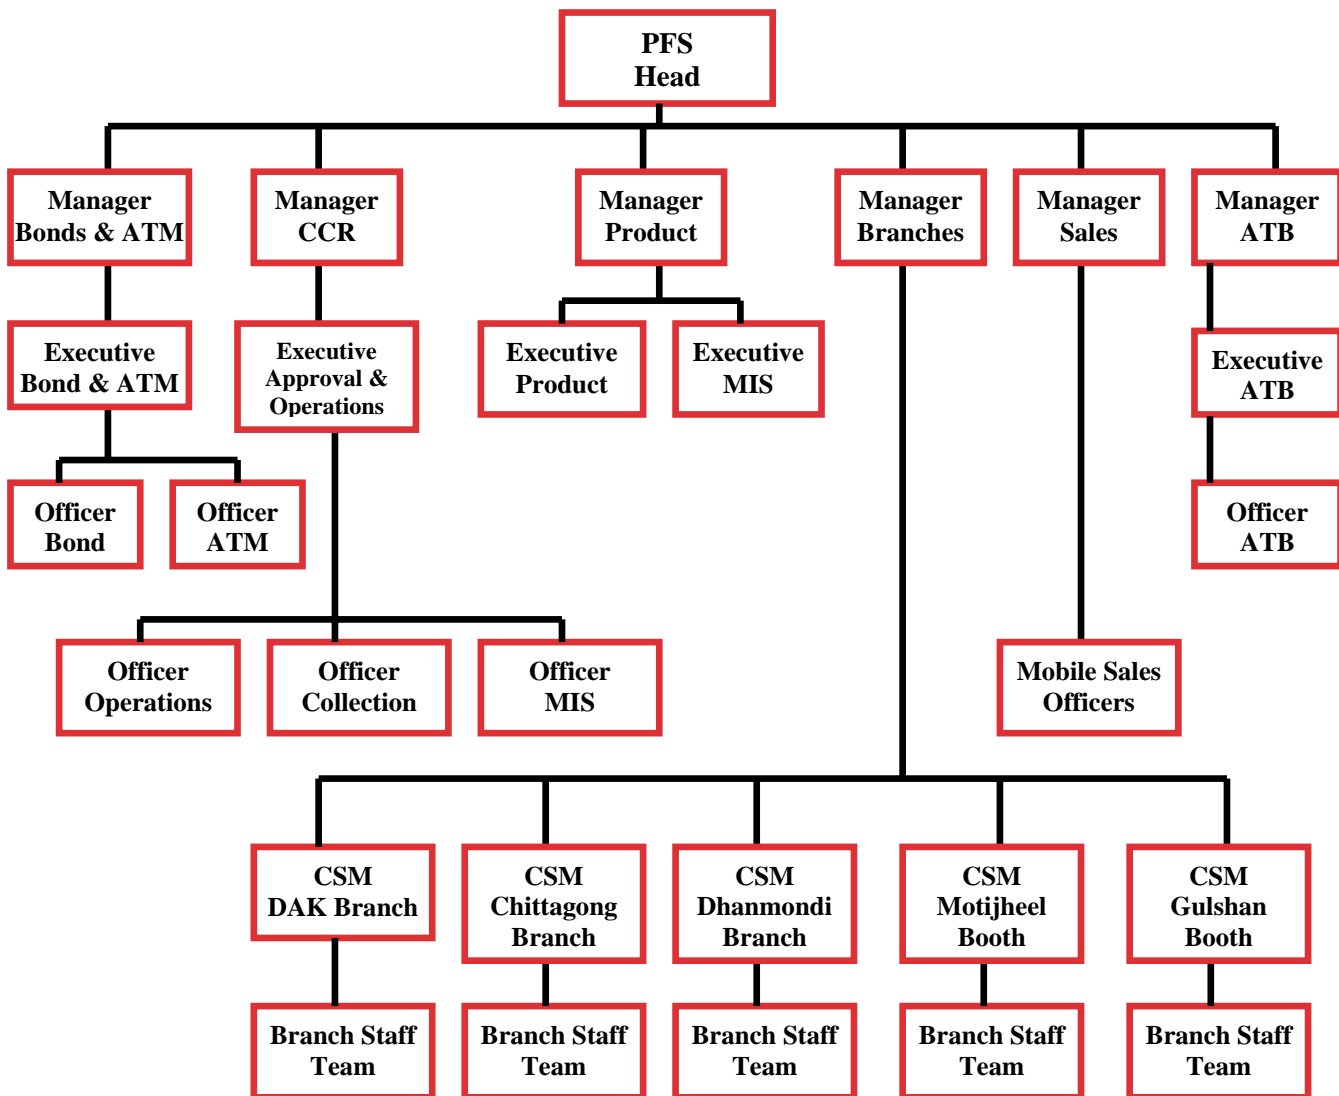 PFS
Head
Manager
Bonds & ATM
Manager
CCR
Manager
Product
Manager
Branches
Manager
Sales
Manager
ATB
Executive
Bond & ATM
Executive
Approval &
Operations
Executive
Product
Executive
MIS
Executive
ATB
Officer
Bond
Officer
ATM
Officer
ATB
Officer
Operations
Officer
Collection
Officer
MIS
Mobile Sales
Officers
CSM
DAK Branch
CSM
Chittagong
Branch
CSM
Dhanmondi
Branch
CSM
Motijheel
Booth
CSM
Gulshan
Booth
Branch Staff
Team
Branch Staff
Team
Branch Staff
Team
Branch Staff
Team
Branch Staff
Team